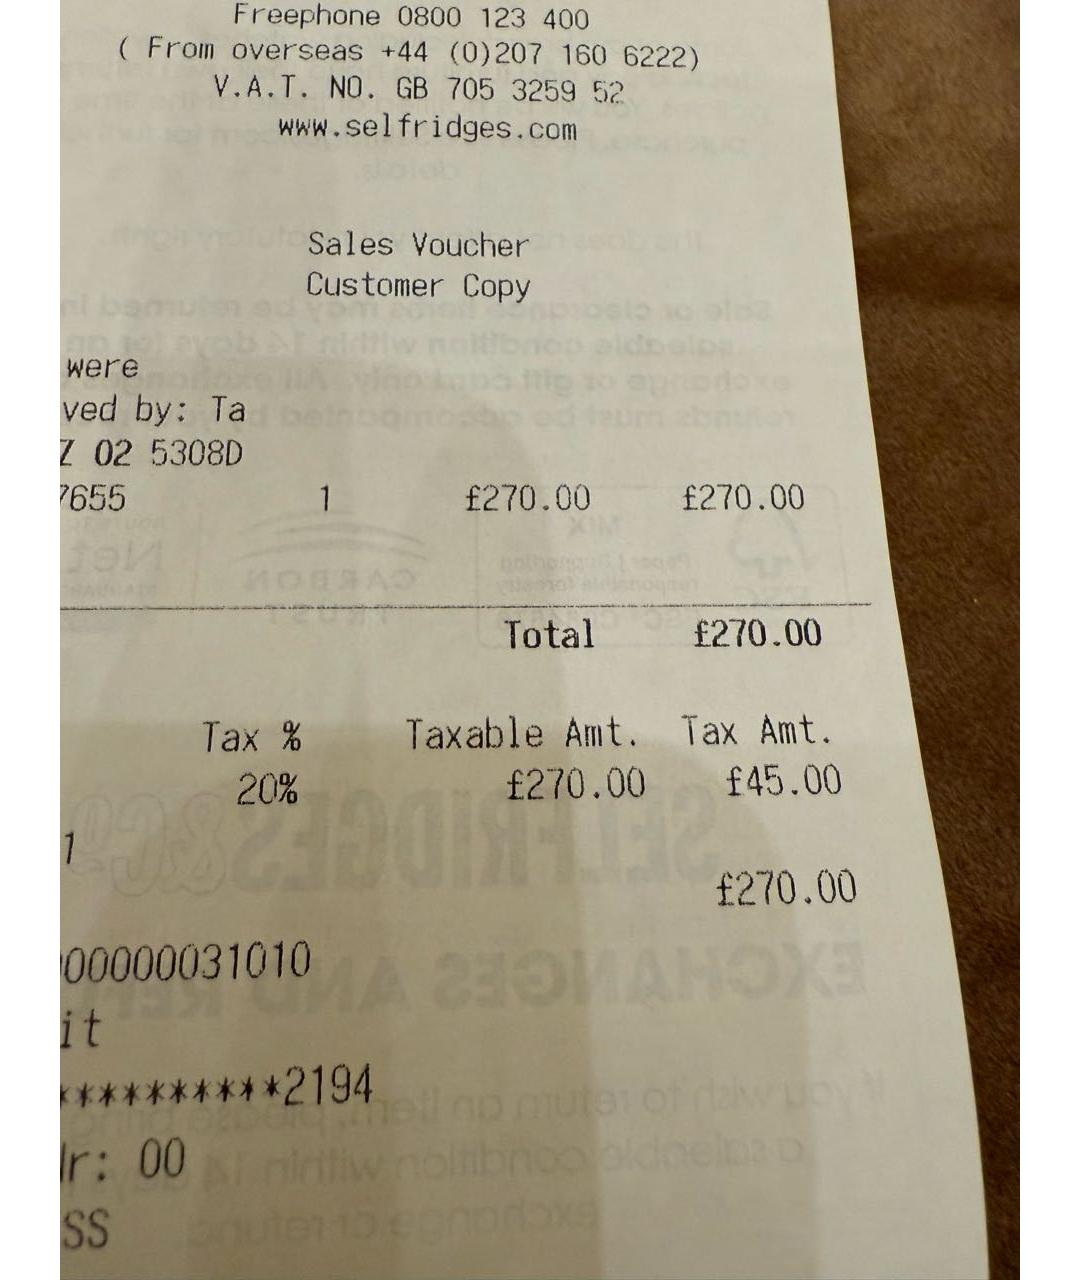 Freephone 0800 123 400
( From overseas +44 (0)207 160 6222)
V.A.T. NO. GB 705 3259 52
www.selfridges.com
Sales Voucher
Customer Copy
were
ved by: Ta
Z 02 5308D
7655 1 £270.00 £270.00
Total £270.00
Tax % Taxable Amt. Tax Amt.
20% £270.00 £45.00
1
£270.00
00000031010
it
**********2194
r: 00
SS